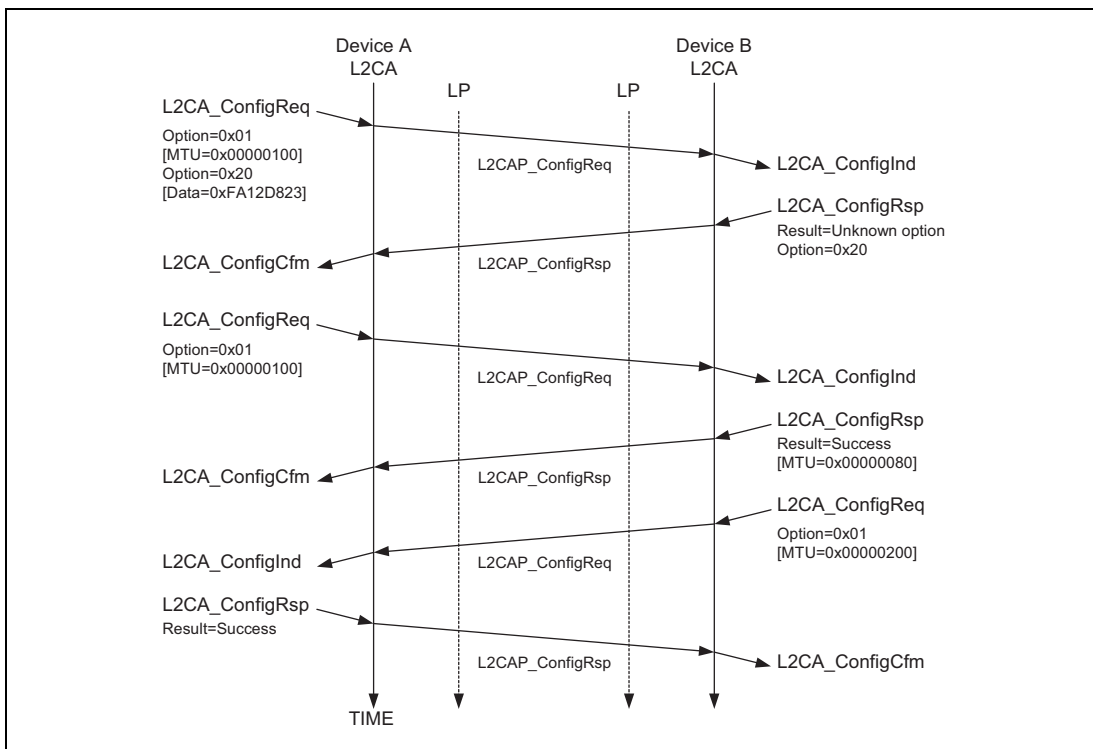 Device A
L2CA
Device B
L2CA
LP
LP
L2CA_ConfigReq
Option=0x01
[MTU=0x00000100]
Option=0x20
[Data=0xFA12D823]
L2CAP_ConfigReq
L2CA_ConfigInd
L2CA_ConfigRsp
Result=Unknown option
Option=0x20
L2CAP_ConfigRsp
L2CA_ConfigCfm
L2CA_ConfigReq
Option=0x01
[MTU=0x00000100]
L2CAP_ConfigReq
L2CA_ConfigInd
L2CA_ConfigRsp
Result=Success
[MTU=0x00000080]
L2CAP_ConfigRsp
L2CA_ConfigCfm
L2CA_ConfigReq
Option=0x01
[MTU=0x00000200]
L2CAP_ConfigReq
L2CA_ConfigInd
L2CA_ConfigRsp
Result=Success
L2CAP_ConfigRsp
L2CA_ConfigCfm
TIME